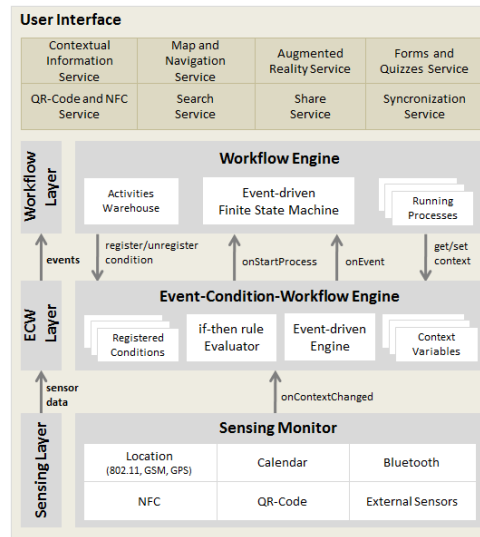 User Interface
Contextual
Information
Service
Map and
Navigation
Service
Augmented
Reality Service
Forms and
Quizzes Service
QR-Code and NFC
Service
Search
Service
Share
Service
Syncronization
Service
Workflow
Layer
Workflow Engine
Activities
Warehouse
Event-driven
Finite State Machine
Running
Processes
events
register/unregister
condition
onStartProcess
onEvent
get/set
context
ECW
Layer
Event-Condition-Workflow Engine
Registered
Conditions
if-then rule
Evaluator
Event-driven
Engine
Context
Variables
sensor
data
onContextChanged
Sensing Layer
Sensing Monitor
Location
(802.11, GSM, GPS)
Calendar
Bluetooth
NFC
QR-Code
External Sensors